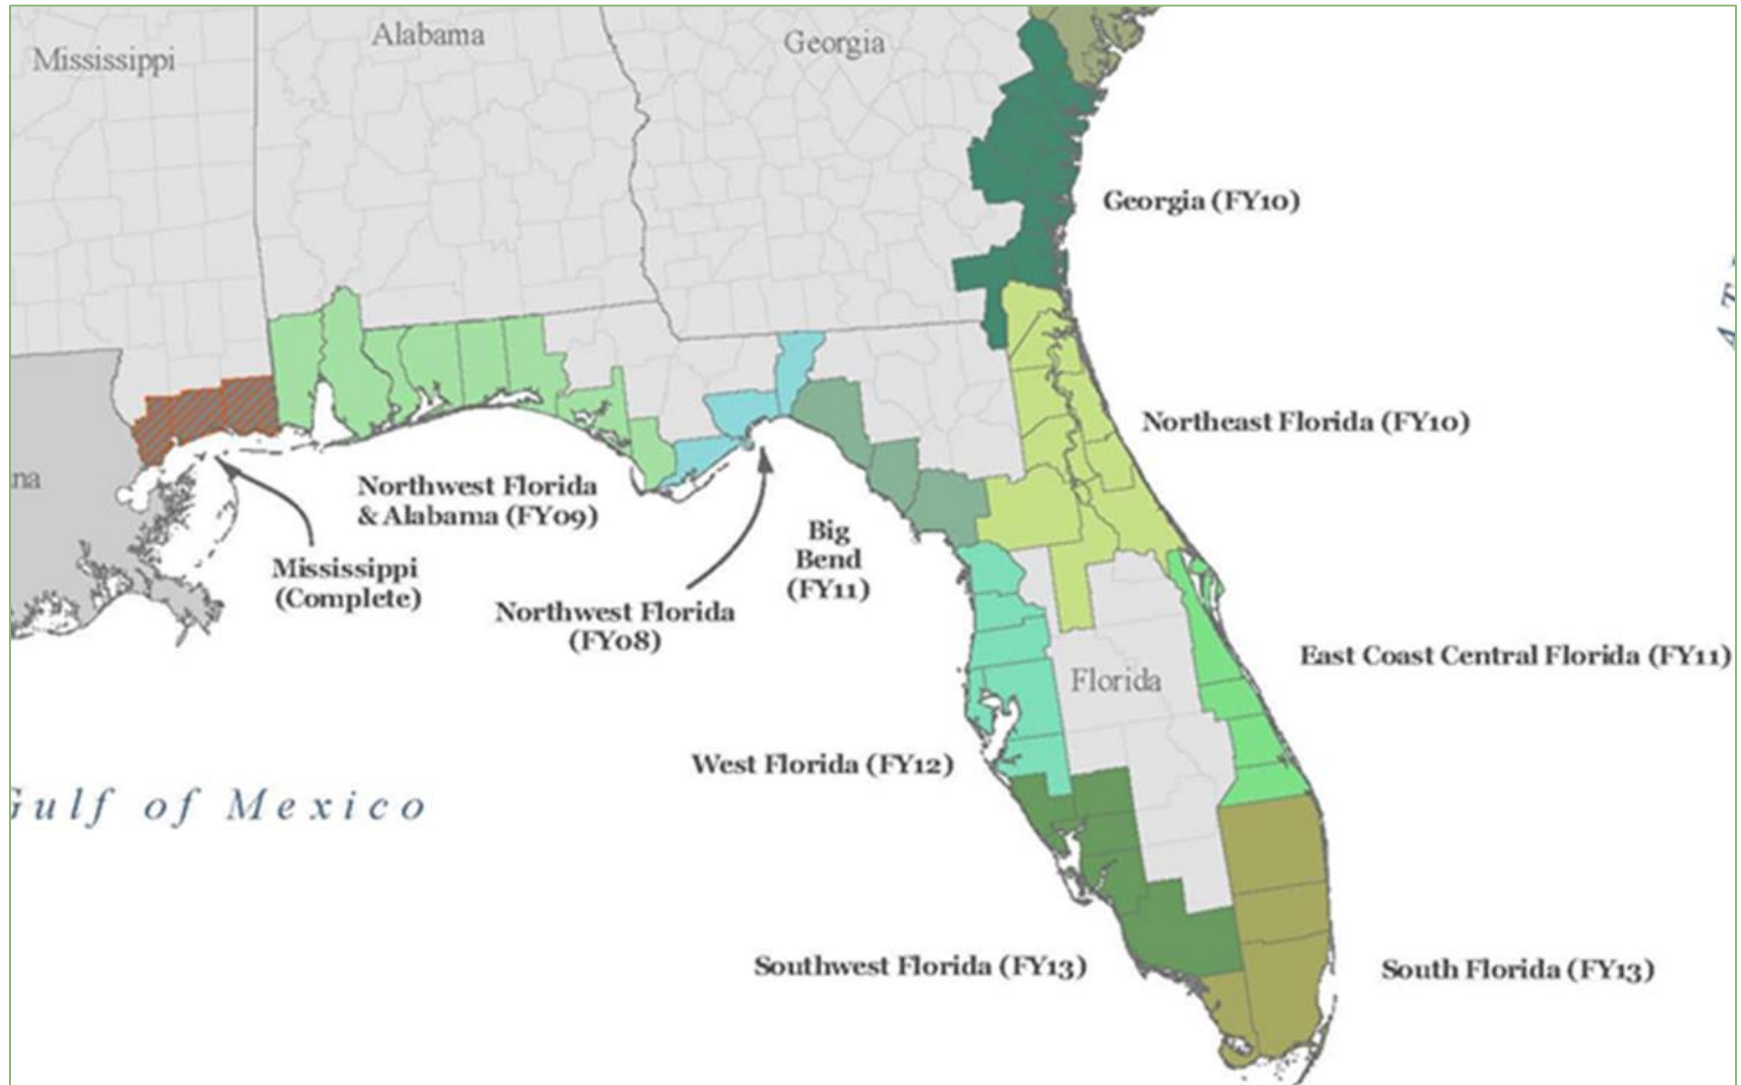 Mississippi
Alabama
Georgia
Georgia (FY10)
Northeast Florida (FY10)
na
Northwest Florida
& Alabama (FY09)
Mississippi
(Complete)
Northwest Florida
(FY08)
Big
Bend
(FY11)
East Coast Central Florida (FY11)
Florida
West Florida (FY12)
Gulf of Mexico
Southwest Florida (FY13)
South Florida (FY13)
AT